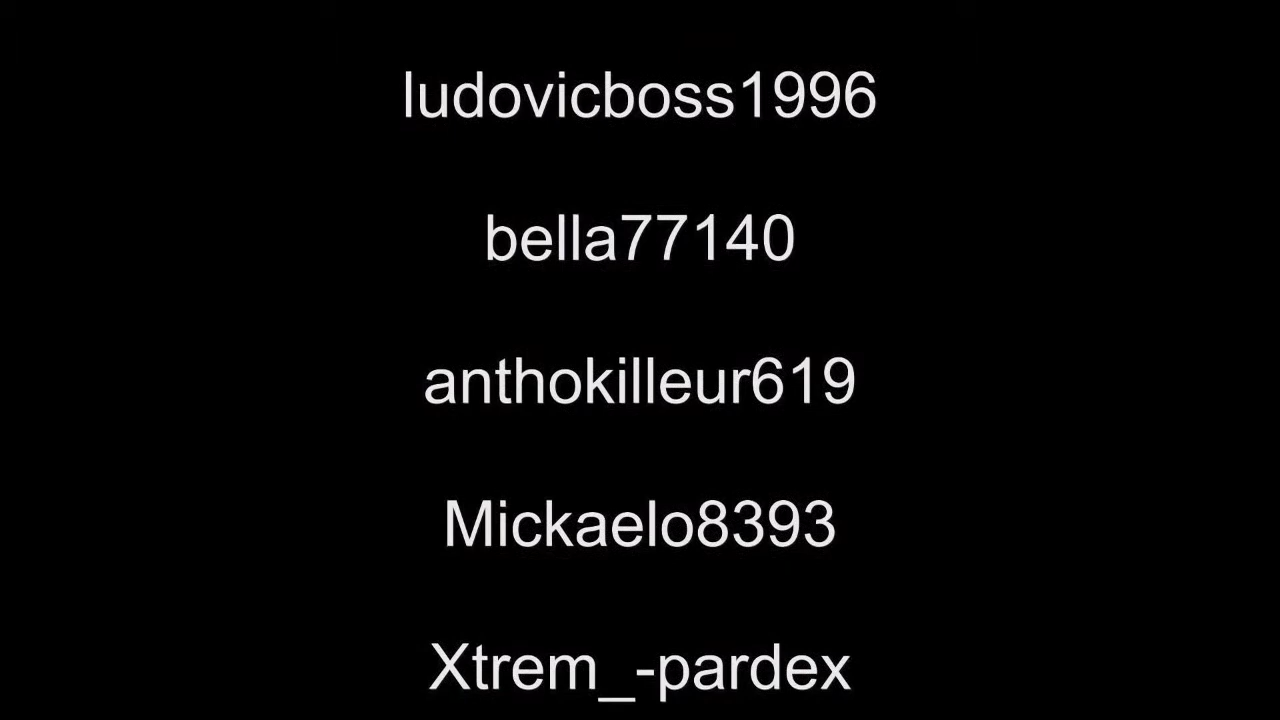 ludovicboss1996
bella77140
anthokilleur619
Mickaelo8393
Xtrem_-pardex